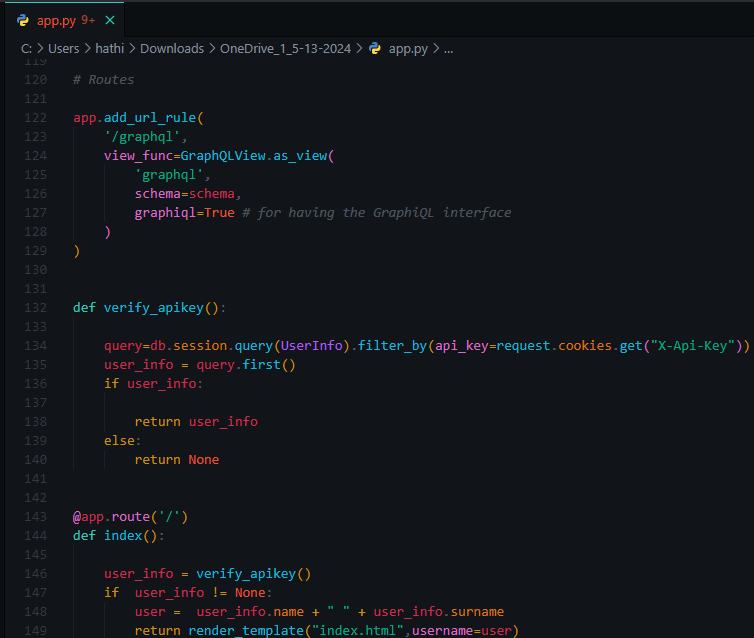 app.py 9+ ×
C: > Users > hathi > Downloads > OneDrive_1_5-13-2024 > app.py > ...
119
120 # Routes
121
122 app.add_url_rule(
123     '/graphql',
124     view_func=GraphQLView.as_view(
125         'graphql',
126         schema=schema,
127         graphiql=True # for having the GraphiQL interface
128     )
129 )
130
131
132 def verify_apikey():
133
134     query=db.session.query(UserInfo).filter_by(api_key=request.cookies.get("X-Api-Key"))
135     user_info = query.first()
136     if user_info:
137
138         return user_info
139     else:
140         return None
141
142
143 @app.route('/')
144 def index():
145
146     user_info = verify_apikey()
147     if  user_info != None:
148         user =  user_info.name + " " + user_info.surname
149         return render_template("index.html",username=user)